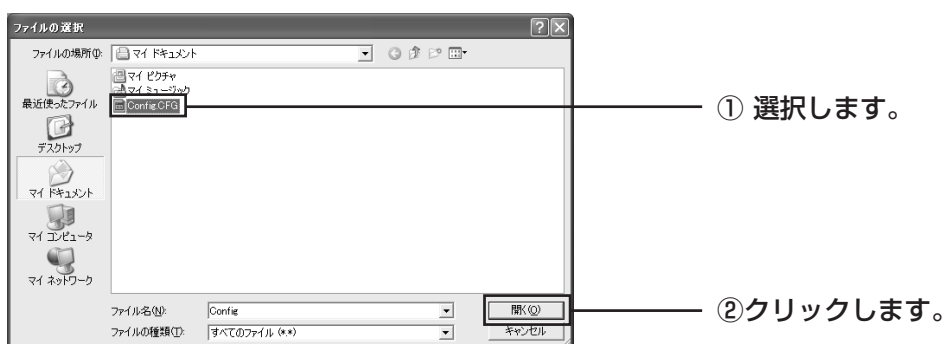 ファイルの選択
ファイルの場所(I):
マイ ドキュメント
マイ ピクチャ
マイ ミュージック
Config.CFG
① 選択します。
最近使ったファイル
デスクトップ
マイ ドキュメント
マイ コンピュータ
マイ ネットワーク
ファイル名(N):
Config
開く(O)
②クリックします。
ファイルの種類(T):
すべてのファイル (*.*)
キャンセル